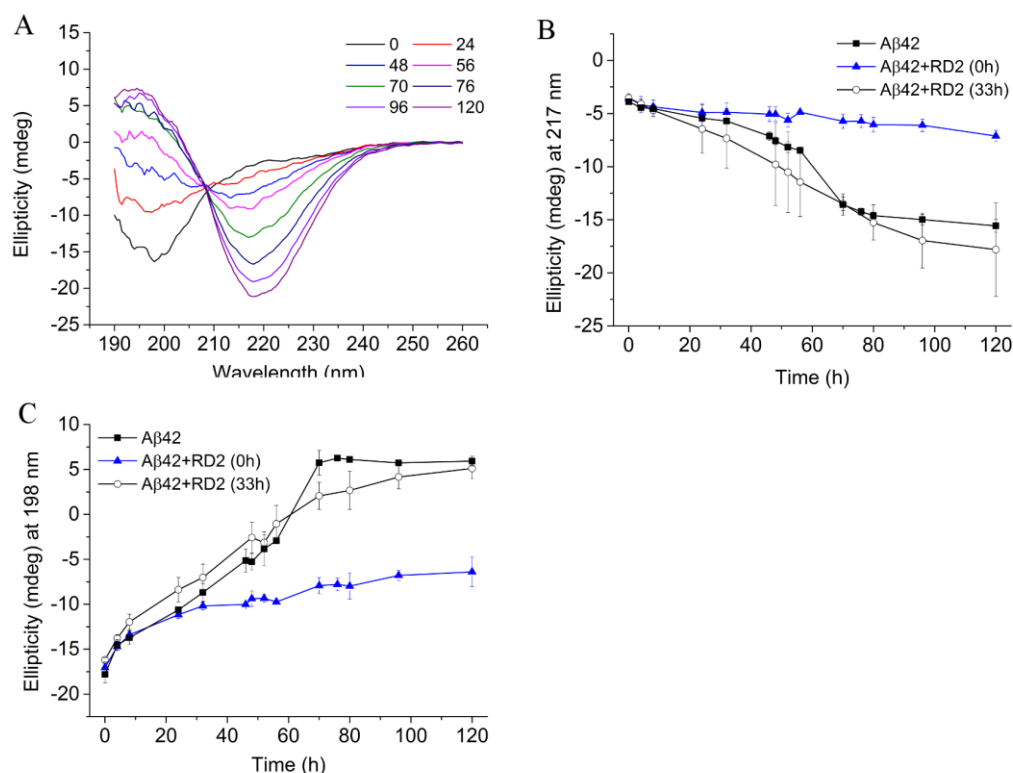 A
15
10
5
0
-5
-10
-15
-20
-25
Ellipticity (mdeg)
0 24
48 56
70 76
96 120
190 200 210 220 230 240 250 260
Wavelength (nm)
B
0
-5
-10
-15
-20
-25
Ellipticity (mdeg) at 217 nm
Aβ42
Aβ42+RD2 (0h)
Aβ42+RD2 (33h)
0 20 40 60 80 100 120
Time (h)
C
10
5
0
-5
-10
-15
-20
Ellipticity (mdeg) at 198 nm
Aβ42
Aβ42+RD2 (0h)
Aβ42+RD2 (33h)
0 20 40 60 80 100 120
Time (h)